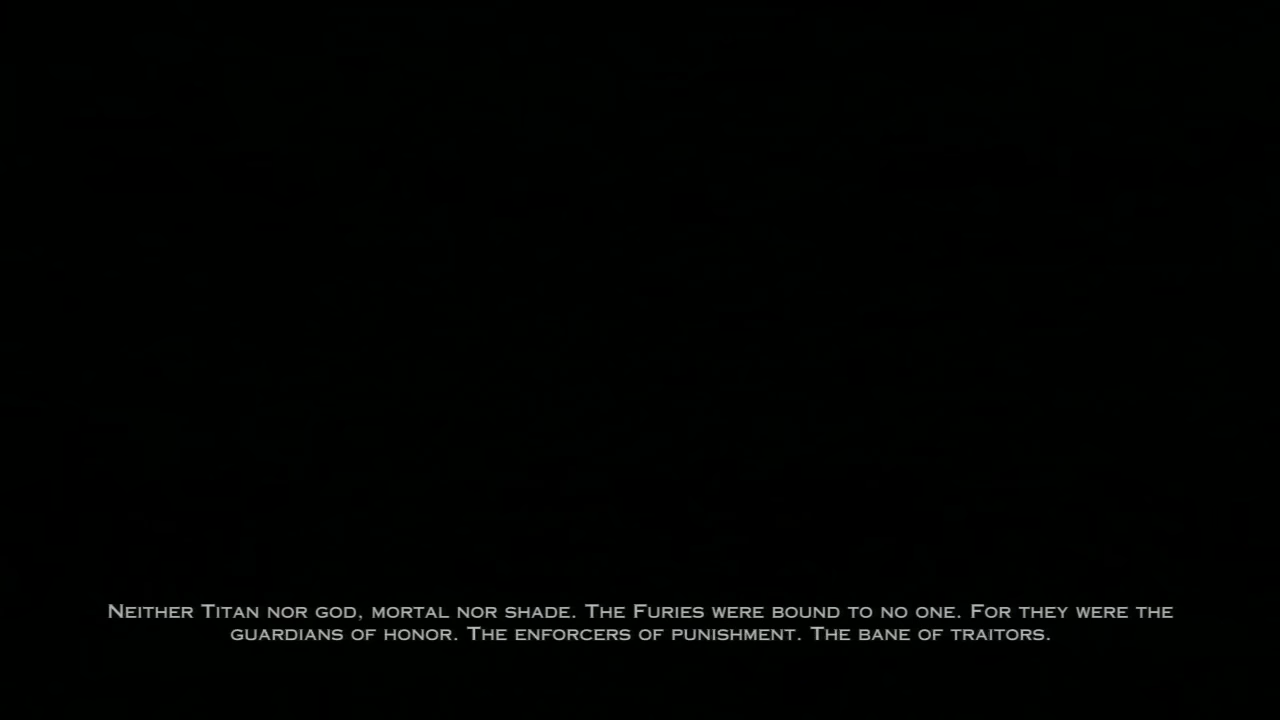 Neither Titan nor god, mortal nor shade. The Furies were bound to no one. For they were the
guardians of honor. The enforcers of punishment. The bane of traitors.